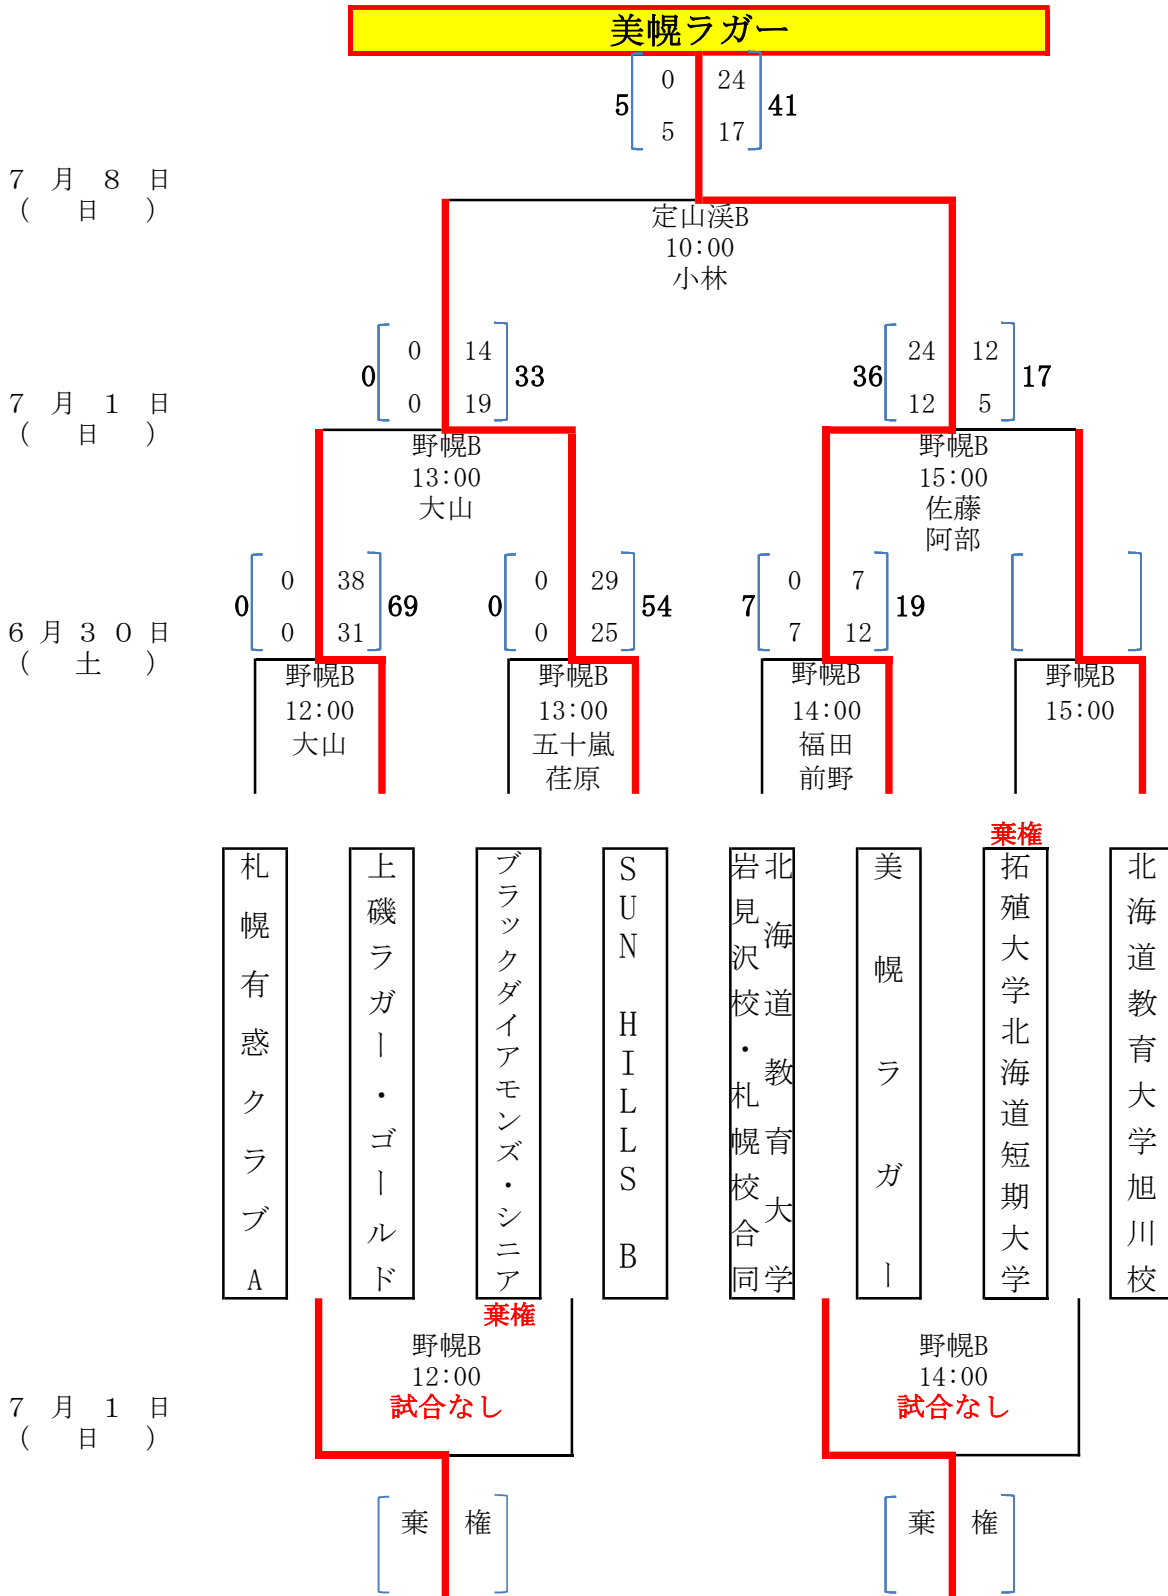 美幌ラガー
0 24
5 41
5 17
7月8日
(日)
定山渓B
10:00
小林
0 14 24 12
0 33 36 17
0 19 12 5
7月1日
(日)
野幌B 野幌B
13:00 15:00
大山 佐藤
阿部
0 38 0 29 0 7
0 69 0 54 7 19
0 31 0 25 7 12
6月30日
(土)
野幌B 野幌B 野幌B 野幌B
12:00 13:00 14:00 15:00
大山 五十嵐 福田
荏原 前野
棄権
札幌有惑クラブA
上磯ラガー・ゴールド
ブラックダイアモンズ・シニア
SUN HILLS B
北海道教育大学
岩見沢校・札幌校合同
美幌ラガー
拓殖大学北海道短期大学
北海道教育大学旭川校
棄権
野幌B 野幌B
12:00 14:00
試合なし 試合なし
7月1日
(日)
棄権 棄権